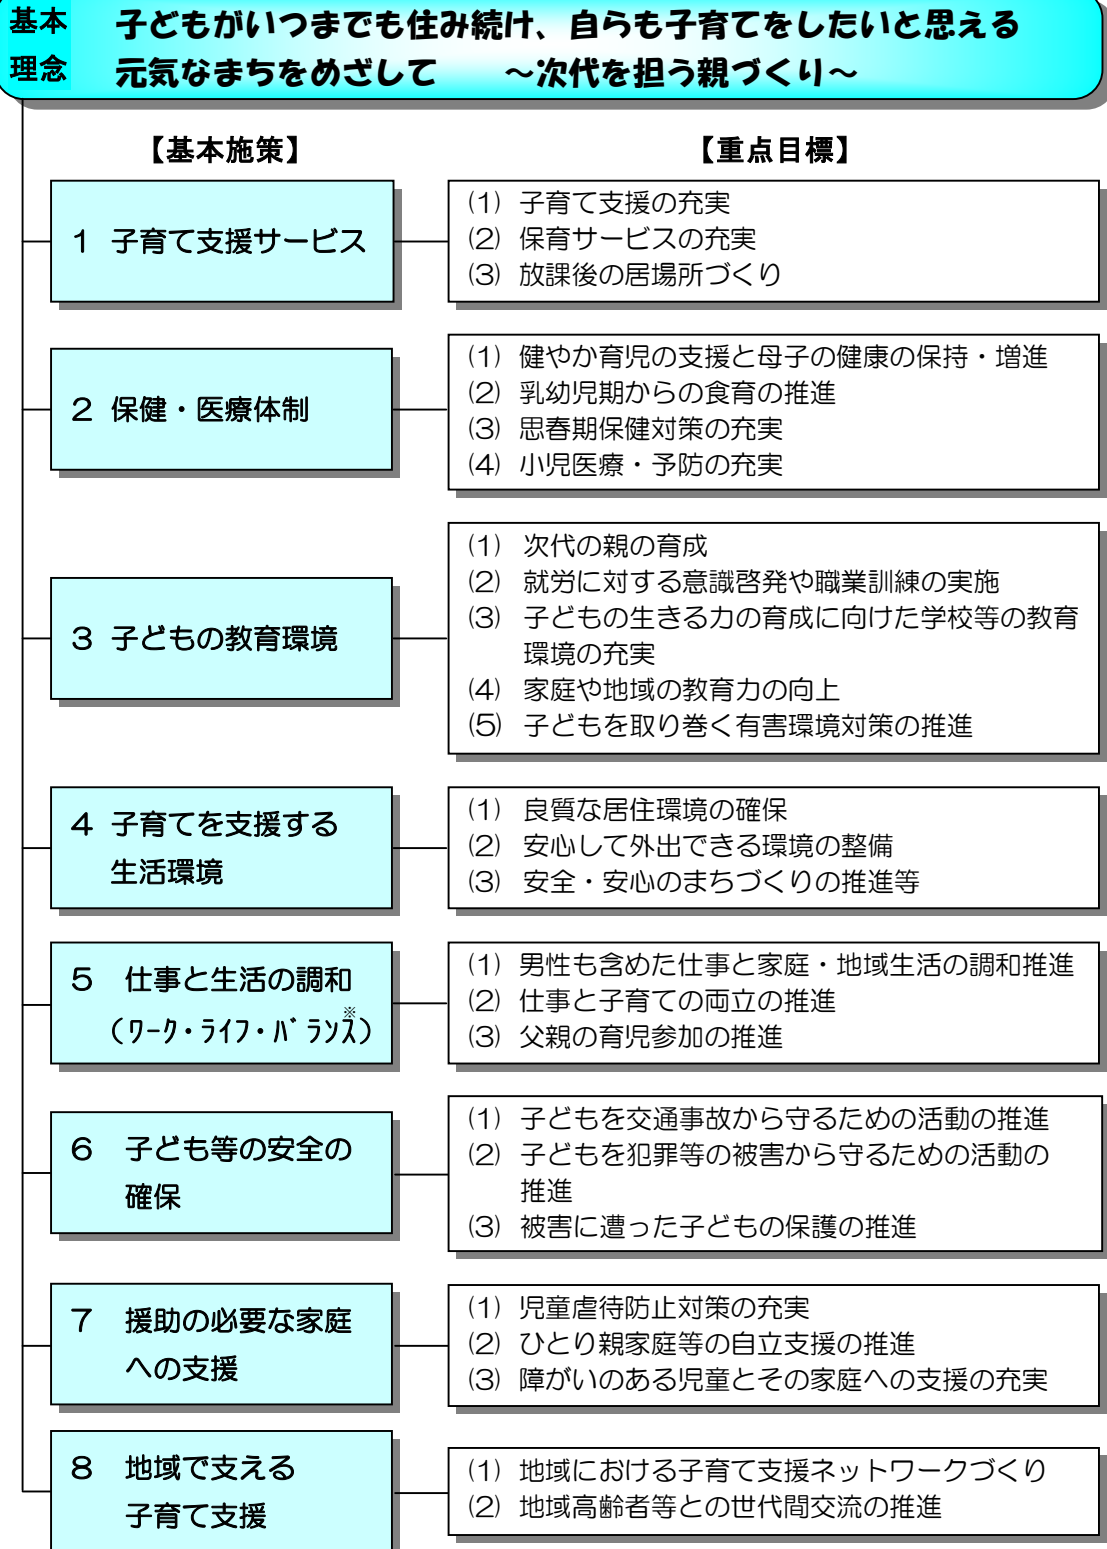 基本
理念
子どもがいつまでも住み続け、自らも子育てをしたいと思える
元気なまちをめざして　　～次代を担う親づくり～
【基本施策】
【重点目標】
１ 子育て支援サービス
(1) 子育て支援の充実
(2) 保育サービスの充実
(3) 放課後の居場所づくり
２ 保健・医療体制
(1) 健やか育児の支援と母子の健康の保持・増進
(2) 乳幼児期からの食育の推進
(3) 思春期保健対策の充実
(4) 小児医療・予防の充実
３ 子どもの教育環境
(1) 次代の親の育成
(2) 就労に対する意識啓発や職業訓練の実施
(3) 子どもの生きる力の育成に向けた学校等の教育
環境の充実
(4) 家庭や地域の教育力の向上
(5) 子どもを取り巻く有害環境対策の推進
４ 子育てを支援する
生活環境
(1) 良質な居住環境の確保
(2) 安心して外出できる環境の整備
(3) 安全・安心のまちづくりの推進等
５　仕事と生活の調和
（ﾜｰｸ・ﾗｲﾌ・ﾊﾞﾗﾝｽ※）
(1) 男性も含めた仕事と家庭・地域生活の調和推進
(2) 仕事と子育ての両立の推進
(3) 父親の育児参加の推進
６　子ども等の安全の
確保
(1) 子どもを交通事故から守るための活動の推進
(2) 子どもを犯罪等の被害から守るための活動の
推進
(3) 被害に遭った子どもの保護の推進
７　援助の必要な家庭
への支援
(1) 児童虐待防止対策の充実
(2) ひとり親家庭等の自立支援の推進
(3) 障がいのある児童とその家庭への支援の充実
８　地域で支える
子育て支援
(1) 地域における子育て支援ネットワークづくり
(2) 地域高齢者等との世代間交流の推進